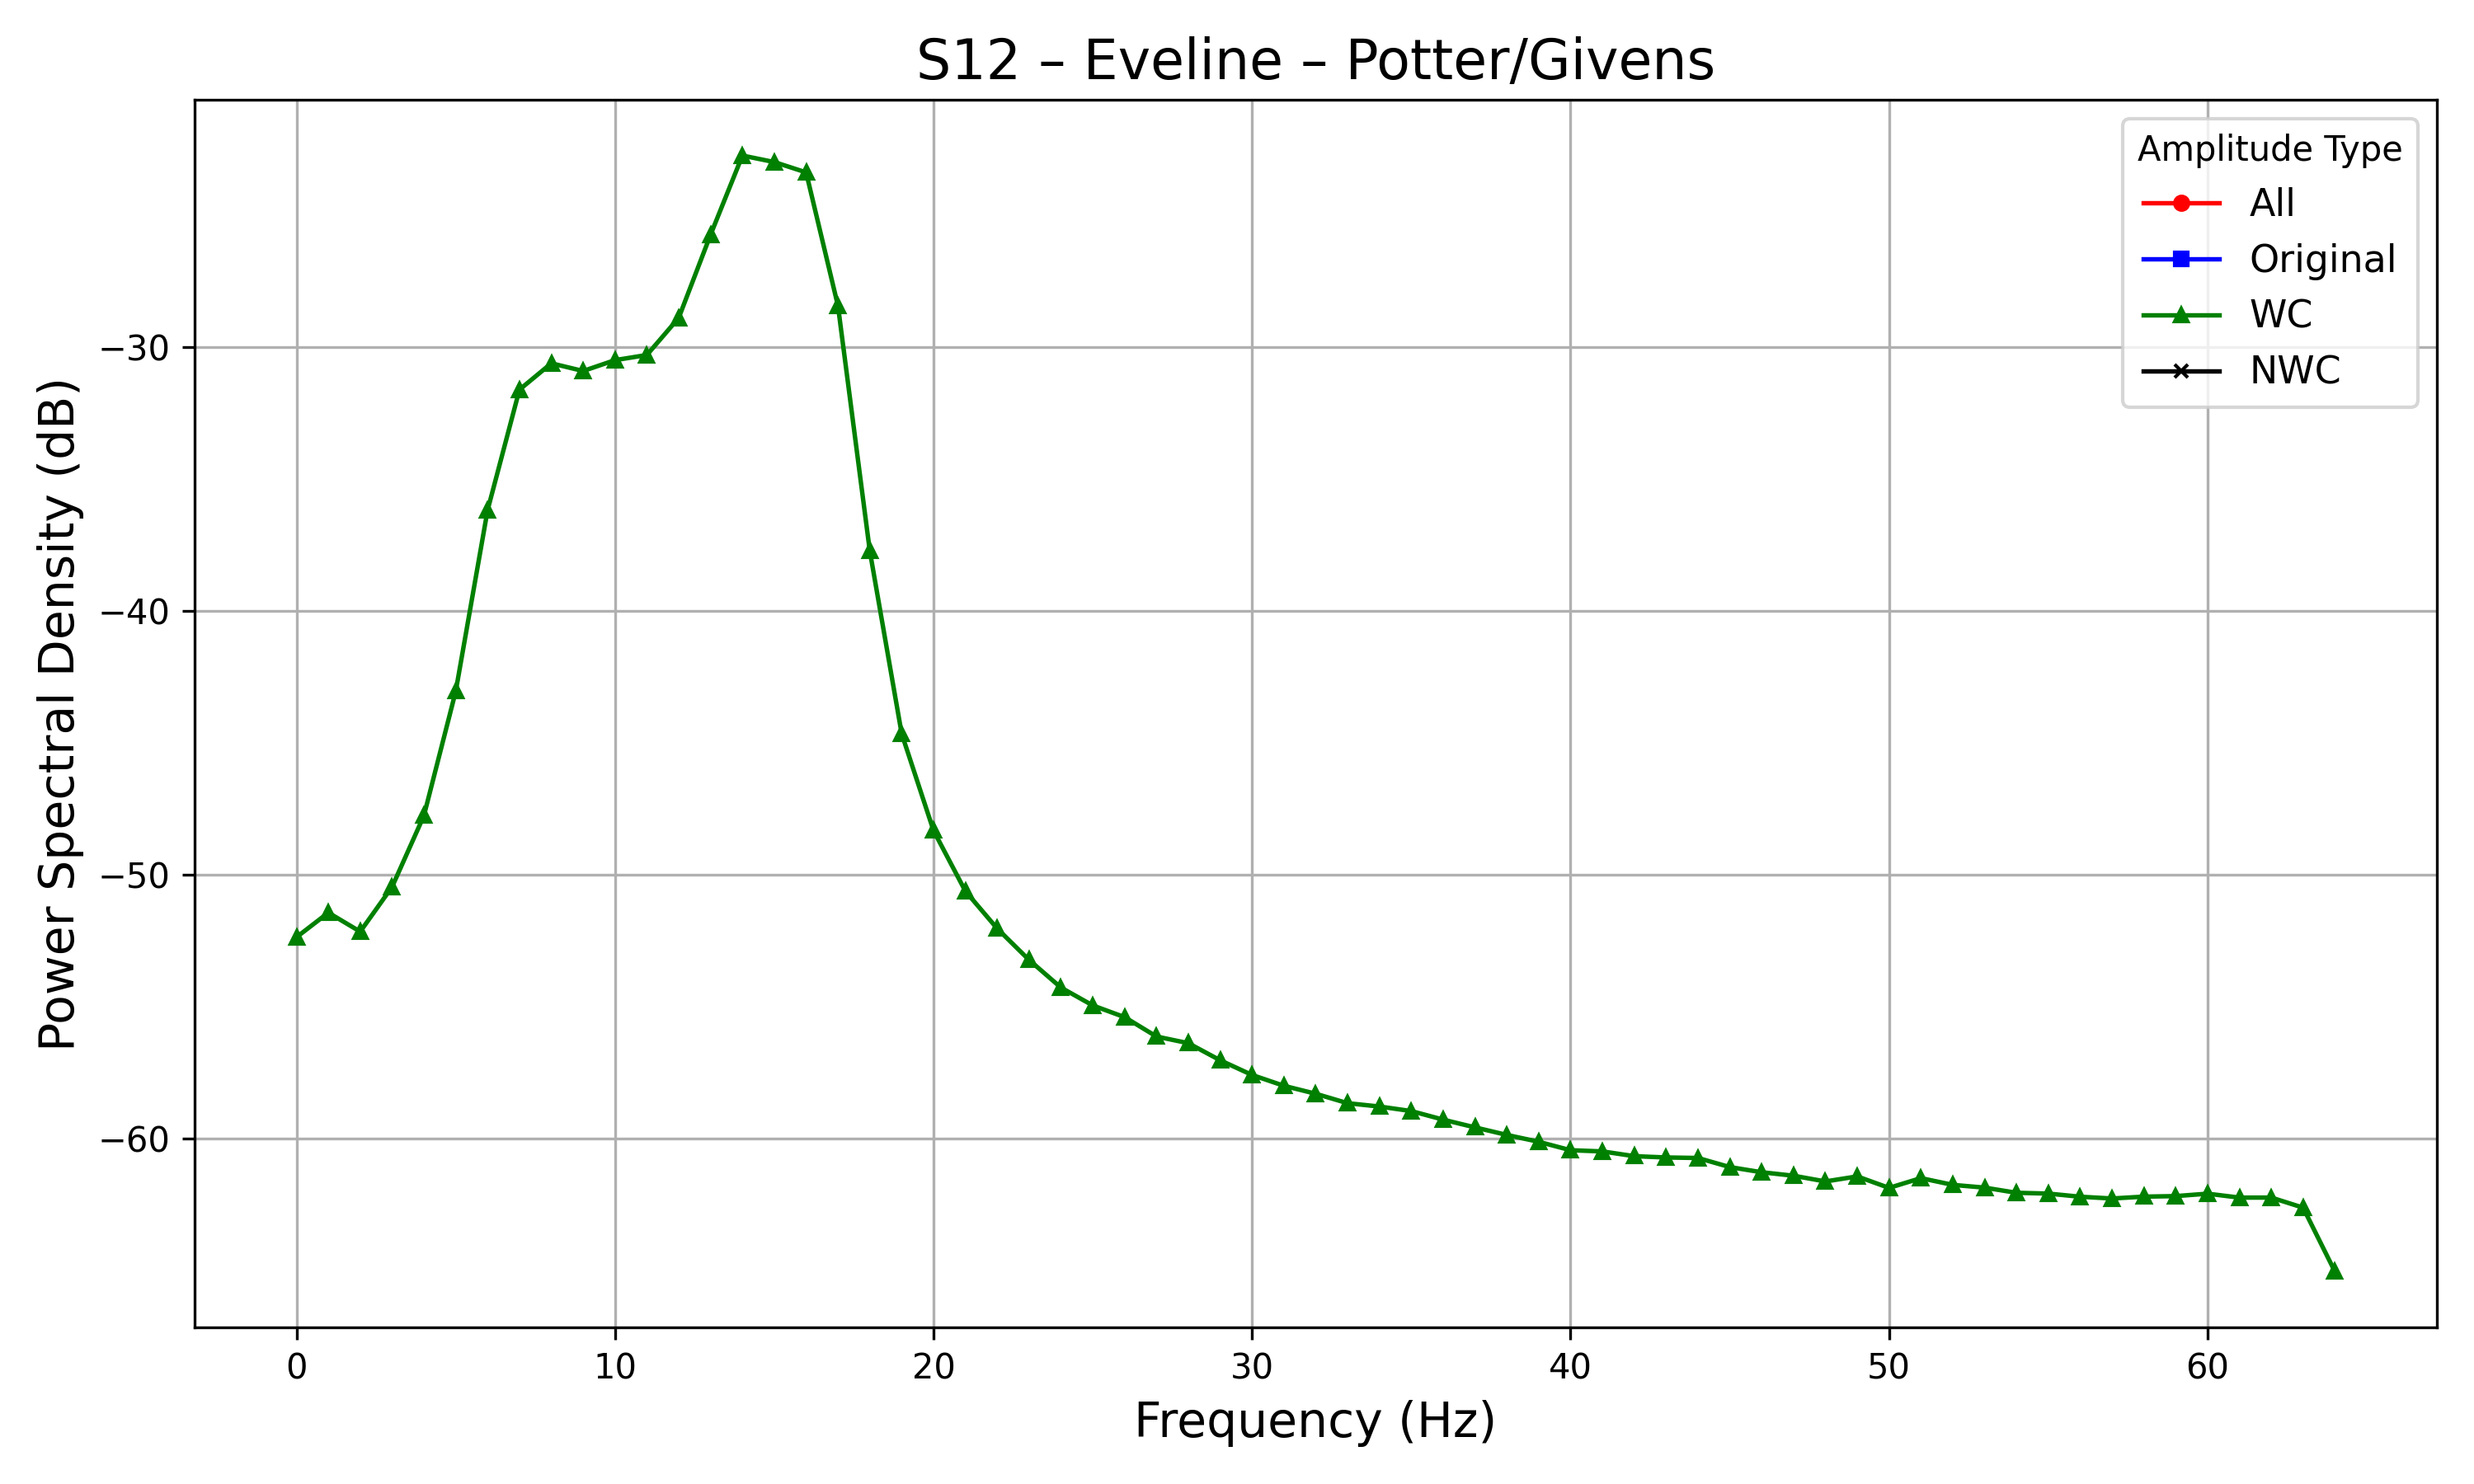 S12 – Eveline – Potter/Givens
Amplitude Type
All
Original
WC
NWC
Power Spectral Density (dB)
−30
−40
−50
−60
0 10 20 30 40 50 60
Frequency (Hz)